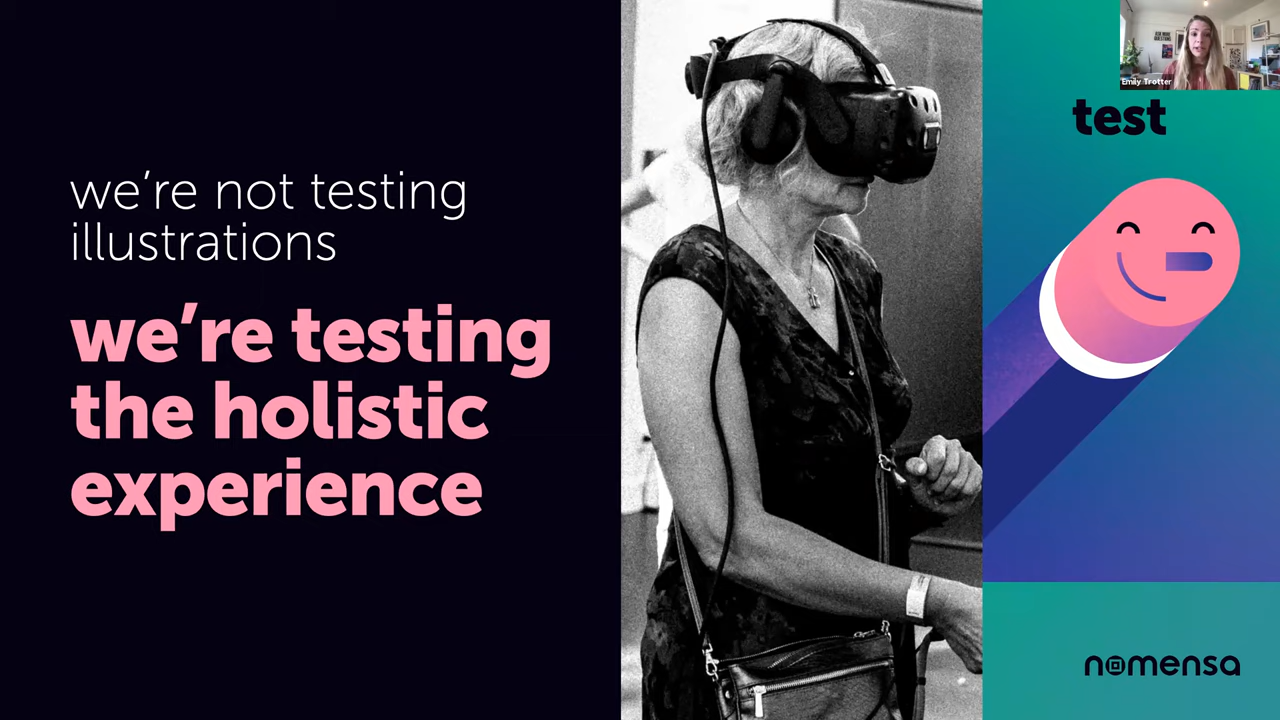 we're not testing
illustrations
we're testing
the holistic
experience
Emily Trotter
test
nomensa